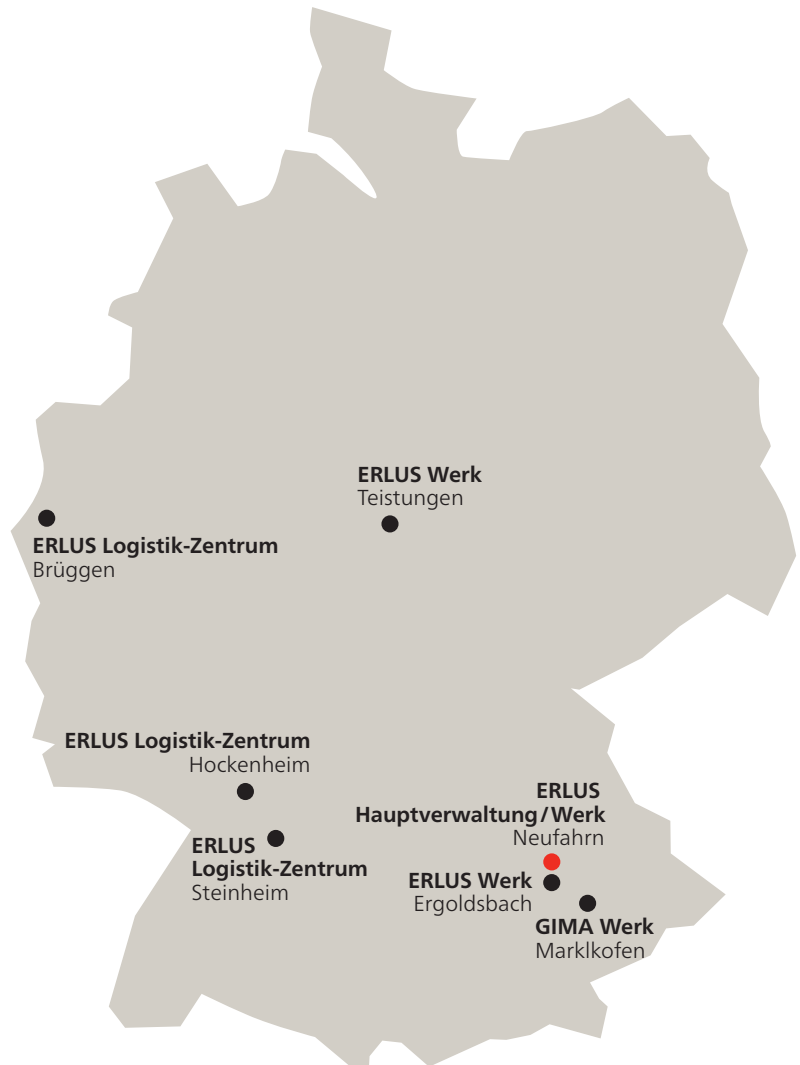 ERLUS Werk
Teistungen
ERLUS Logistik-Zentrum
Brüggen
ERLUS Logistik-Zentrum
Hockenheim
ERLUS
Logistik-Zentrum
Steinheim
ERLUS
Hauptverwaltung/Werk
Neufahrn
ERLUS Werk
Ergoldsbach
GIMA Werk
Marklkofen